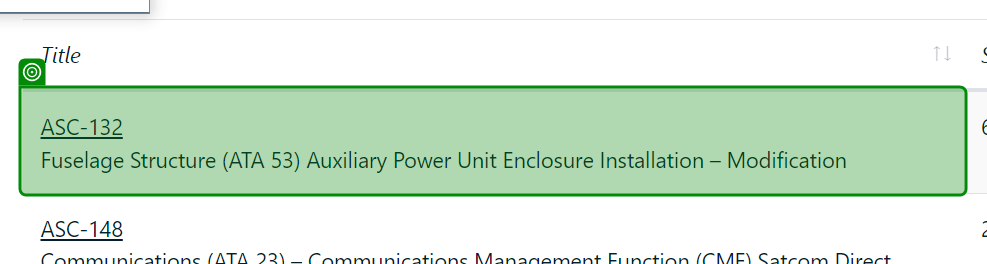 Title
ASC-132
Fuselage Structure (ATA 53) Auxiliary Power Unit Enclosure Installation – Modification
ASC-148
Communications (ATA 23) – Communications Management Function (CMF) Satcom Direct